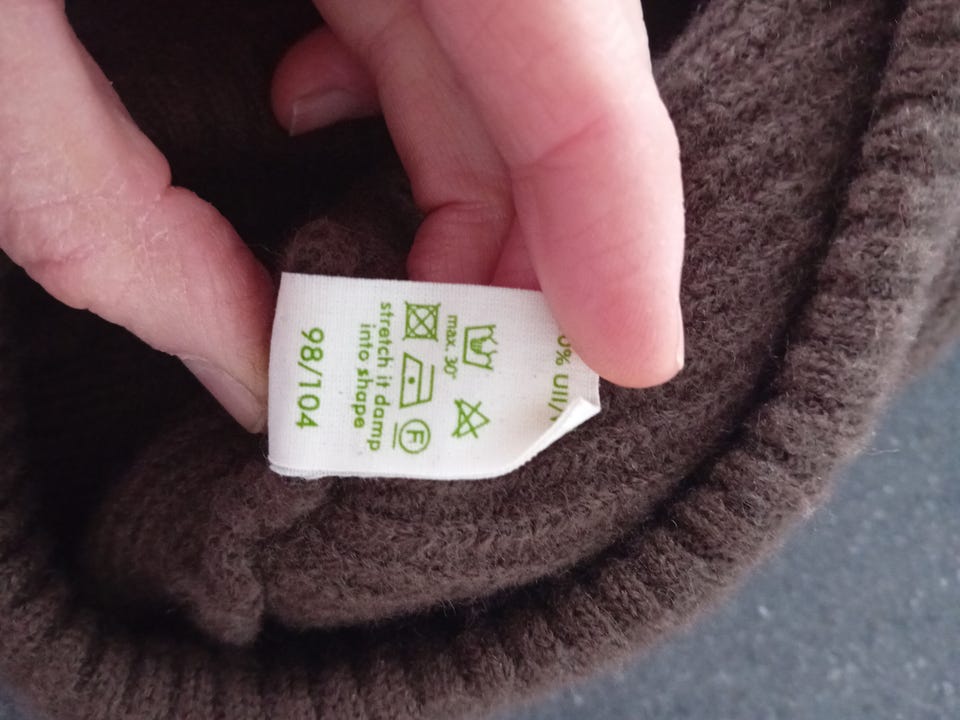 max. 30°
F
stretch it damp
into shape
98/104